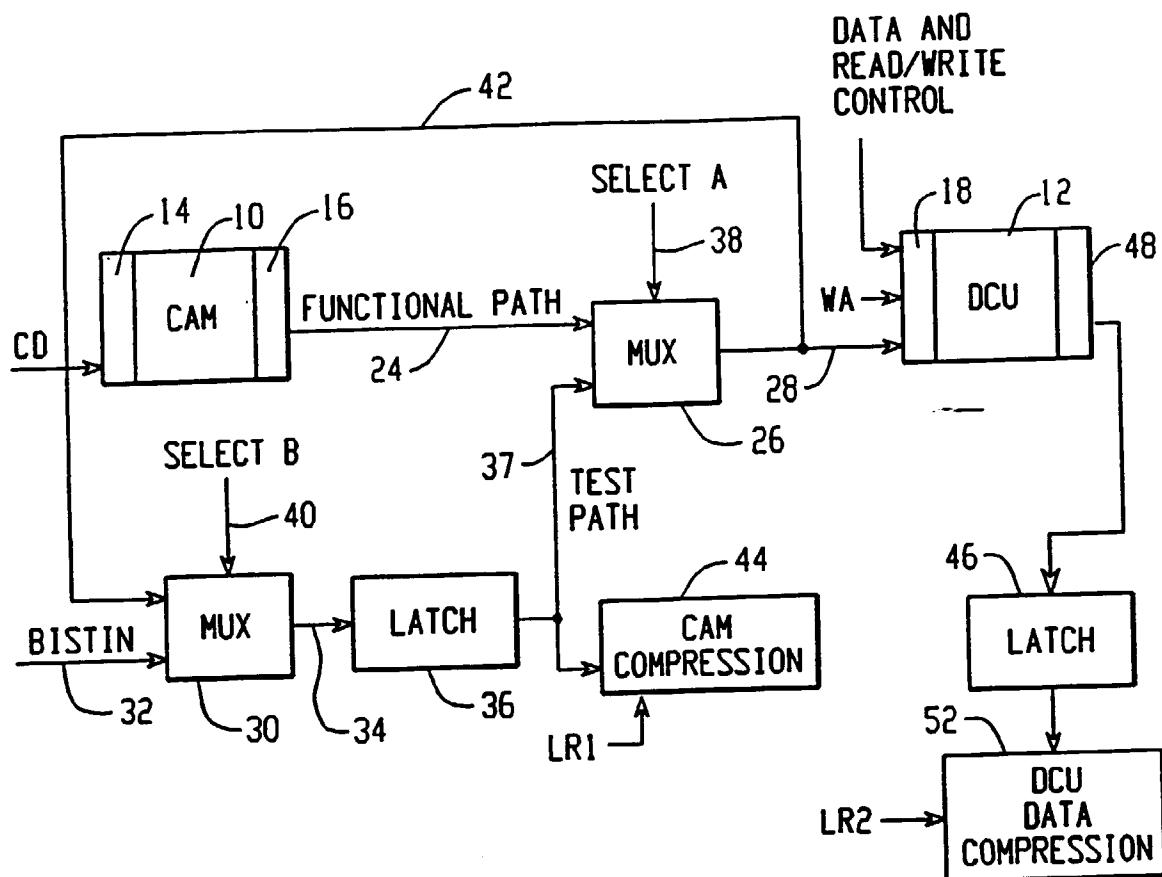 DATA AND
READ/WRITE
CONTROL
42
SELECT A
14
10
16
38
18
12
48
CAM
FUNCTIONAL PATH
WA
DCU
CD
MUX
24
28
26
SELECT B
37
TEST
PATH
40
44
46
BISTIN
MUX
LATCH
CAM
COMPRESSION
LATCH
32
30
34
36
LR1
52
DCU
DATA
COMPRESSION
LR2